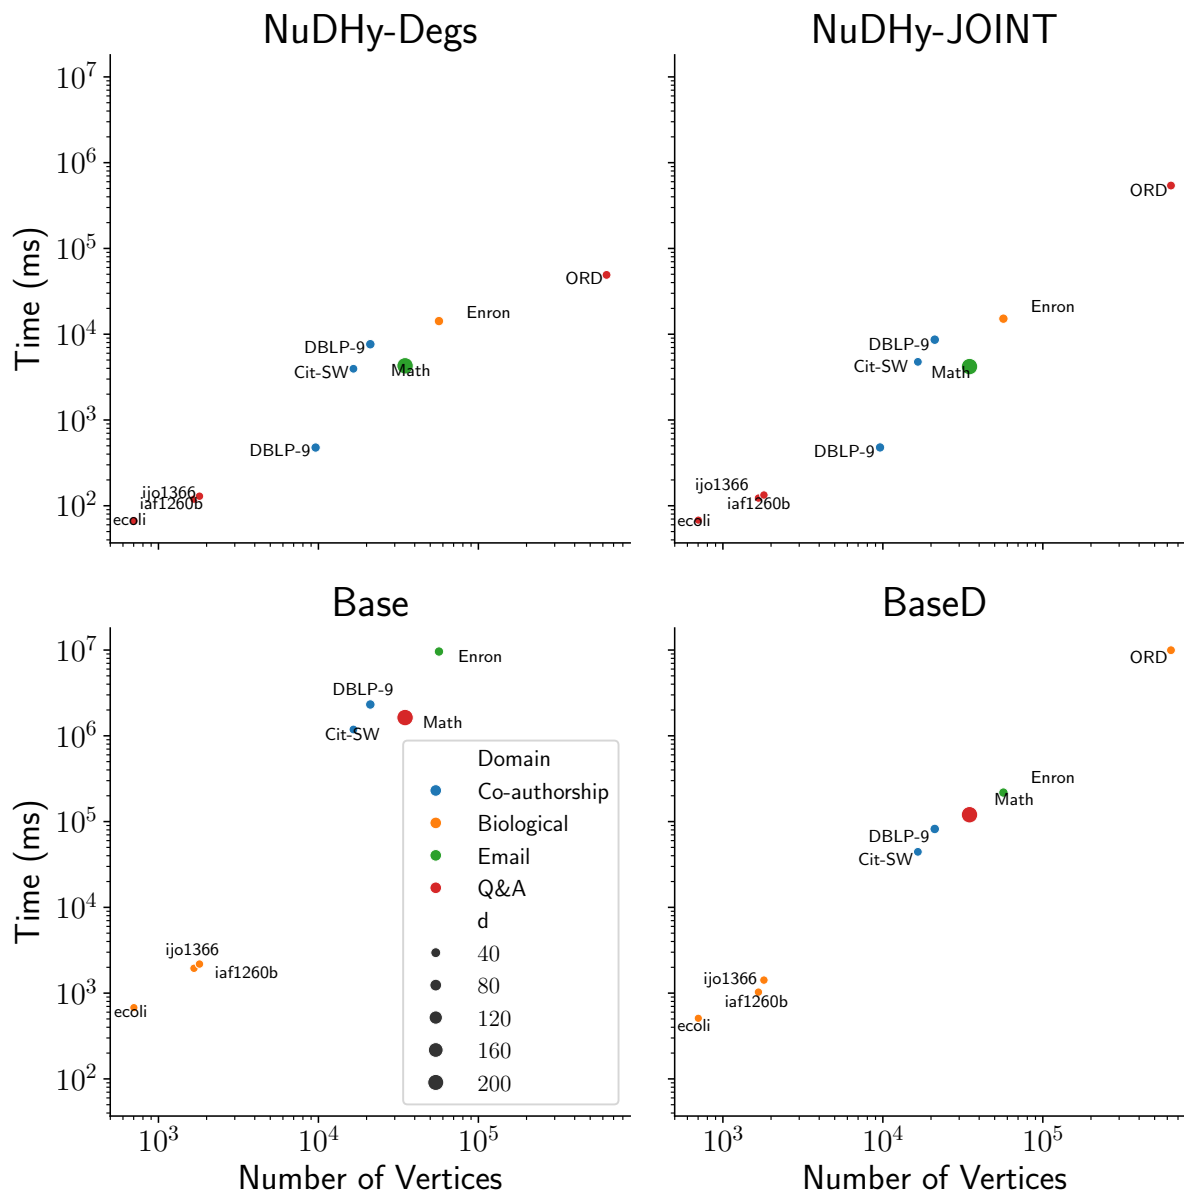 NuDHy-Degs
NuDHy-JOINT
Time (ms)
10^7
10^6
10^5
10^4
10^3
10^2
ORD
Enron
DBLP-9
Cit-SW
Math
DBLP-9
ijo1366
iaf1260b
ecoli
ORD
Enron
DBLP-9
Cit-SW
Math
DBLP-9
ijo1366
iaf1260b
ecoli
Base
BaseD
Time (ms)
10^7
10^6
10^5
10^4
10^3
10^2
Enron
DBLP-9
Math
Cit-SW
ijo1366
iaf1260b
ecoli
Domain
Co-authorship
Biological
Email
Q&A
d
40
80
120
160
200
10^3
10^4
10^5
Number of Vertices
ORD
Enron
Math
DBLP-9
Cit-SW
ijo1366
iaf1260b
ecoli
10^3
10^4
10^5
Number of Vertices